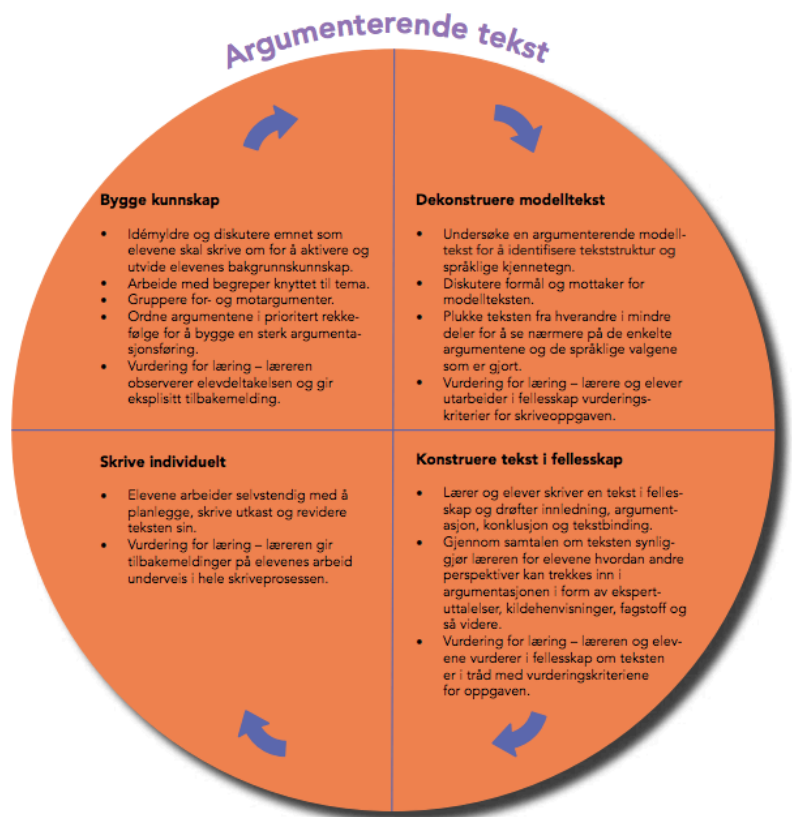 Argumenterende tekst
Bygge kunnskap
• Idémyldre og diskutere emnet som
elevene skal skrive om for å aktivere og
utvide elevenes bakgrunnskunnskap.
• Arbeide med begreper knyttet til tema.
• Gruppere for- og motargumenter.
• Ordne argumentene i prioritert rekke-
følge for å bygge en sterk argumenta-
sjonsføring.
• Vurdering for læring – læreren
observerer elevdeltakelsen og gir
eksplisitt tilbakemelding.
Dekonstruere modelltekst
• Undersøke en argumenterende modell-
tekst for å identifisere tekststruktur og
språklige kjennetegn.
• Diskutere formål og mottaker for
modellteksten.
• Plukke teksten fra hverandre i mindre
deler for å se nærmere på de enkelte
argumentene og de språklige valgene
som er gjort.
• Vurdering for læring – lærere og elever
utarbeider i fellesskap vurderings-
kriterier for skriveoppgaven.
Skrive individuelt
• Elevene arbeider selvstendig med å
planlegge, skrive utkast og revidere
teksten sin.
• Vurdering for læring – læreren gir
tilbakemeldinger på elevenes arbeid
underveis i hele skriveprosessen.
Konstruere tekst i fellesskap
• Lærer og elever skriver en tekst i felles-
skap og drøfter innledning, argument-
asjon, konklusjon og tekstbinding.
• Gjennom samtalen om teksten synlig-
gjør læreren for elevene hvordan andre
perspektiver kan trekkes inn i
argumentasjonen i form av ekspert-
uttalelser, kildehenvisninger, fagstoff og
så videre.
• Vurdering for læring – læreren og elev-
ene vurderer i fellesskap om teksten
er i tråd med vurderingskriteriene
for oppgaven.